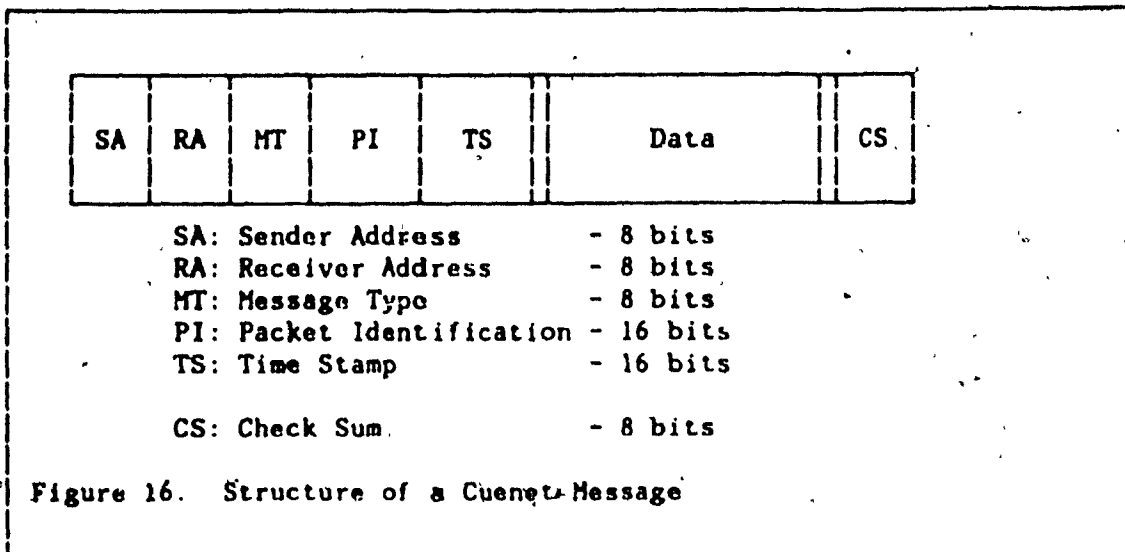 SA RA MT PI TS Data CS
SA: Sender Address - 8 bits
RA: Receiver Address - 8 bits
MT: Message Type - 8 bits
PI: Packet Identification - 16 bits
TS: Time Stamp - 16 bits
CS: Check Sum - 8 bits
Figure 16. Structure of a Cuenet Message